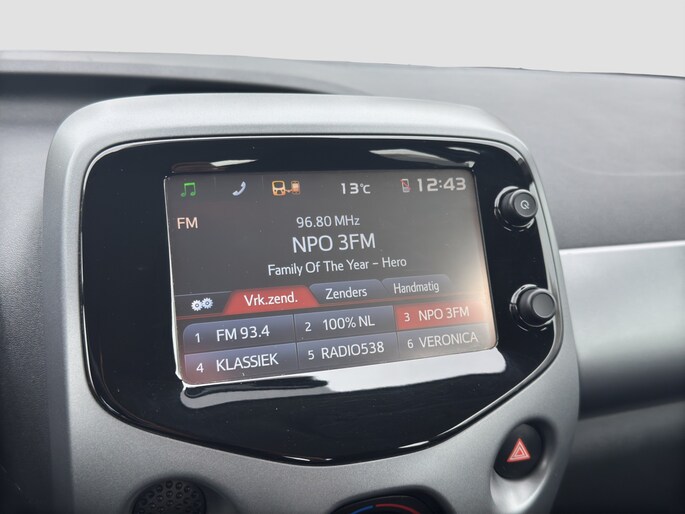 13°C 12:43
FM
96.80 MHz
NPO 3FM
Family Of The Year – Hero
Vrk.zend. Zenders Handmatig
1 FM 93.4 2 100% NL 3 NPO 3FM
4 KLASSIEK 5 RADIO538 6 VERONICA